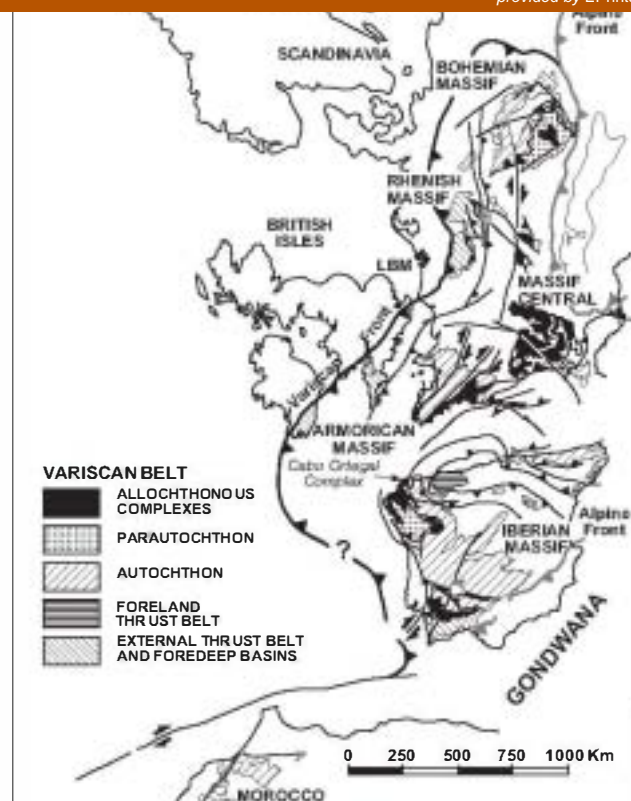 provided by
Alpine
Front
SCANDINAVIA
BOHEMIAN
MASSIF
RHENISH
MASSIF
BRITISH
ISLES
LBM
MASSIF
CENTRAL
Variscan Front
ARMORICAN
MASSIF
Cabo Ortegal
Complex
VARISCAN BELT
ALLOCHTHONOUS
COMPLEXES
PARAUTOCHTHON
AUTOCHTHON
FORELAND
THRUST BELT
EXTERNAL THRUST BELT
AND FOREDEEP BASINS
?
Alpine
Front
IBERIAN
MASSIF
GONDWANA
0 250 500 750 1000 Km
MOROCCO